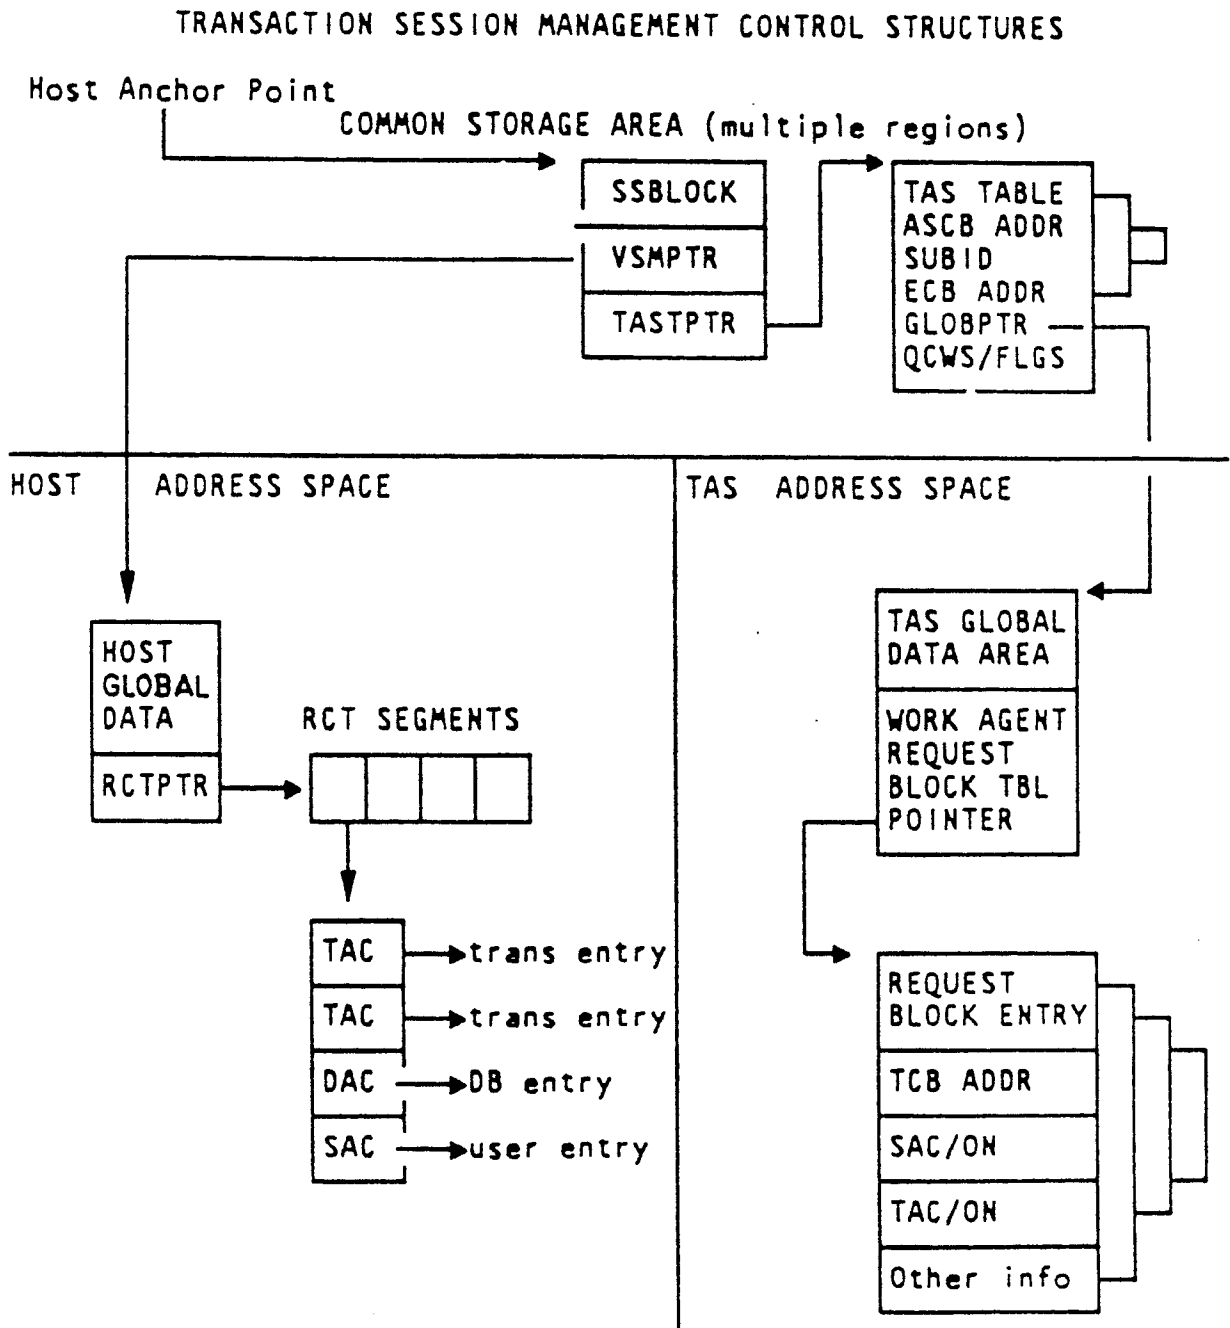 TRANSACTION SESSION MANAGEMENT CONTROL STRUCTURES
Host Anchor Point
COMMON STORAGE AREA (multiple regions)
SSBLOCK
VSMPTR
TASTPTR
TAS TABLE
ASCB ADDR
SUBID
ECB ADDR
GLOBPTR
QCWS/FLGS
HOST ADDRESS SPACE
HOST
GLOBAL
DATA
RCTPTR
RCT SEGMENTS
TAC
trans entry
TAC
trans entry
DAC
DB entry
SAC
user entry
TAS ADDRESS SPACE
TAS GLOBAL
DATA AREA
WORK AGENT
REQUEST
BLOCK TBL
POINTER
REQUEST
BLOCK ENTRY
TCB ADDR
SAC/ON
TAC/ON
Other info